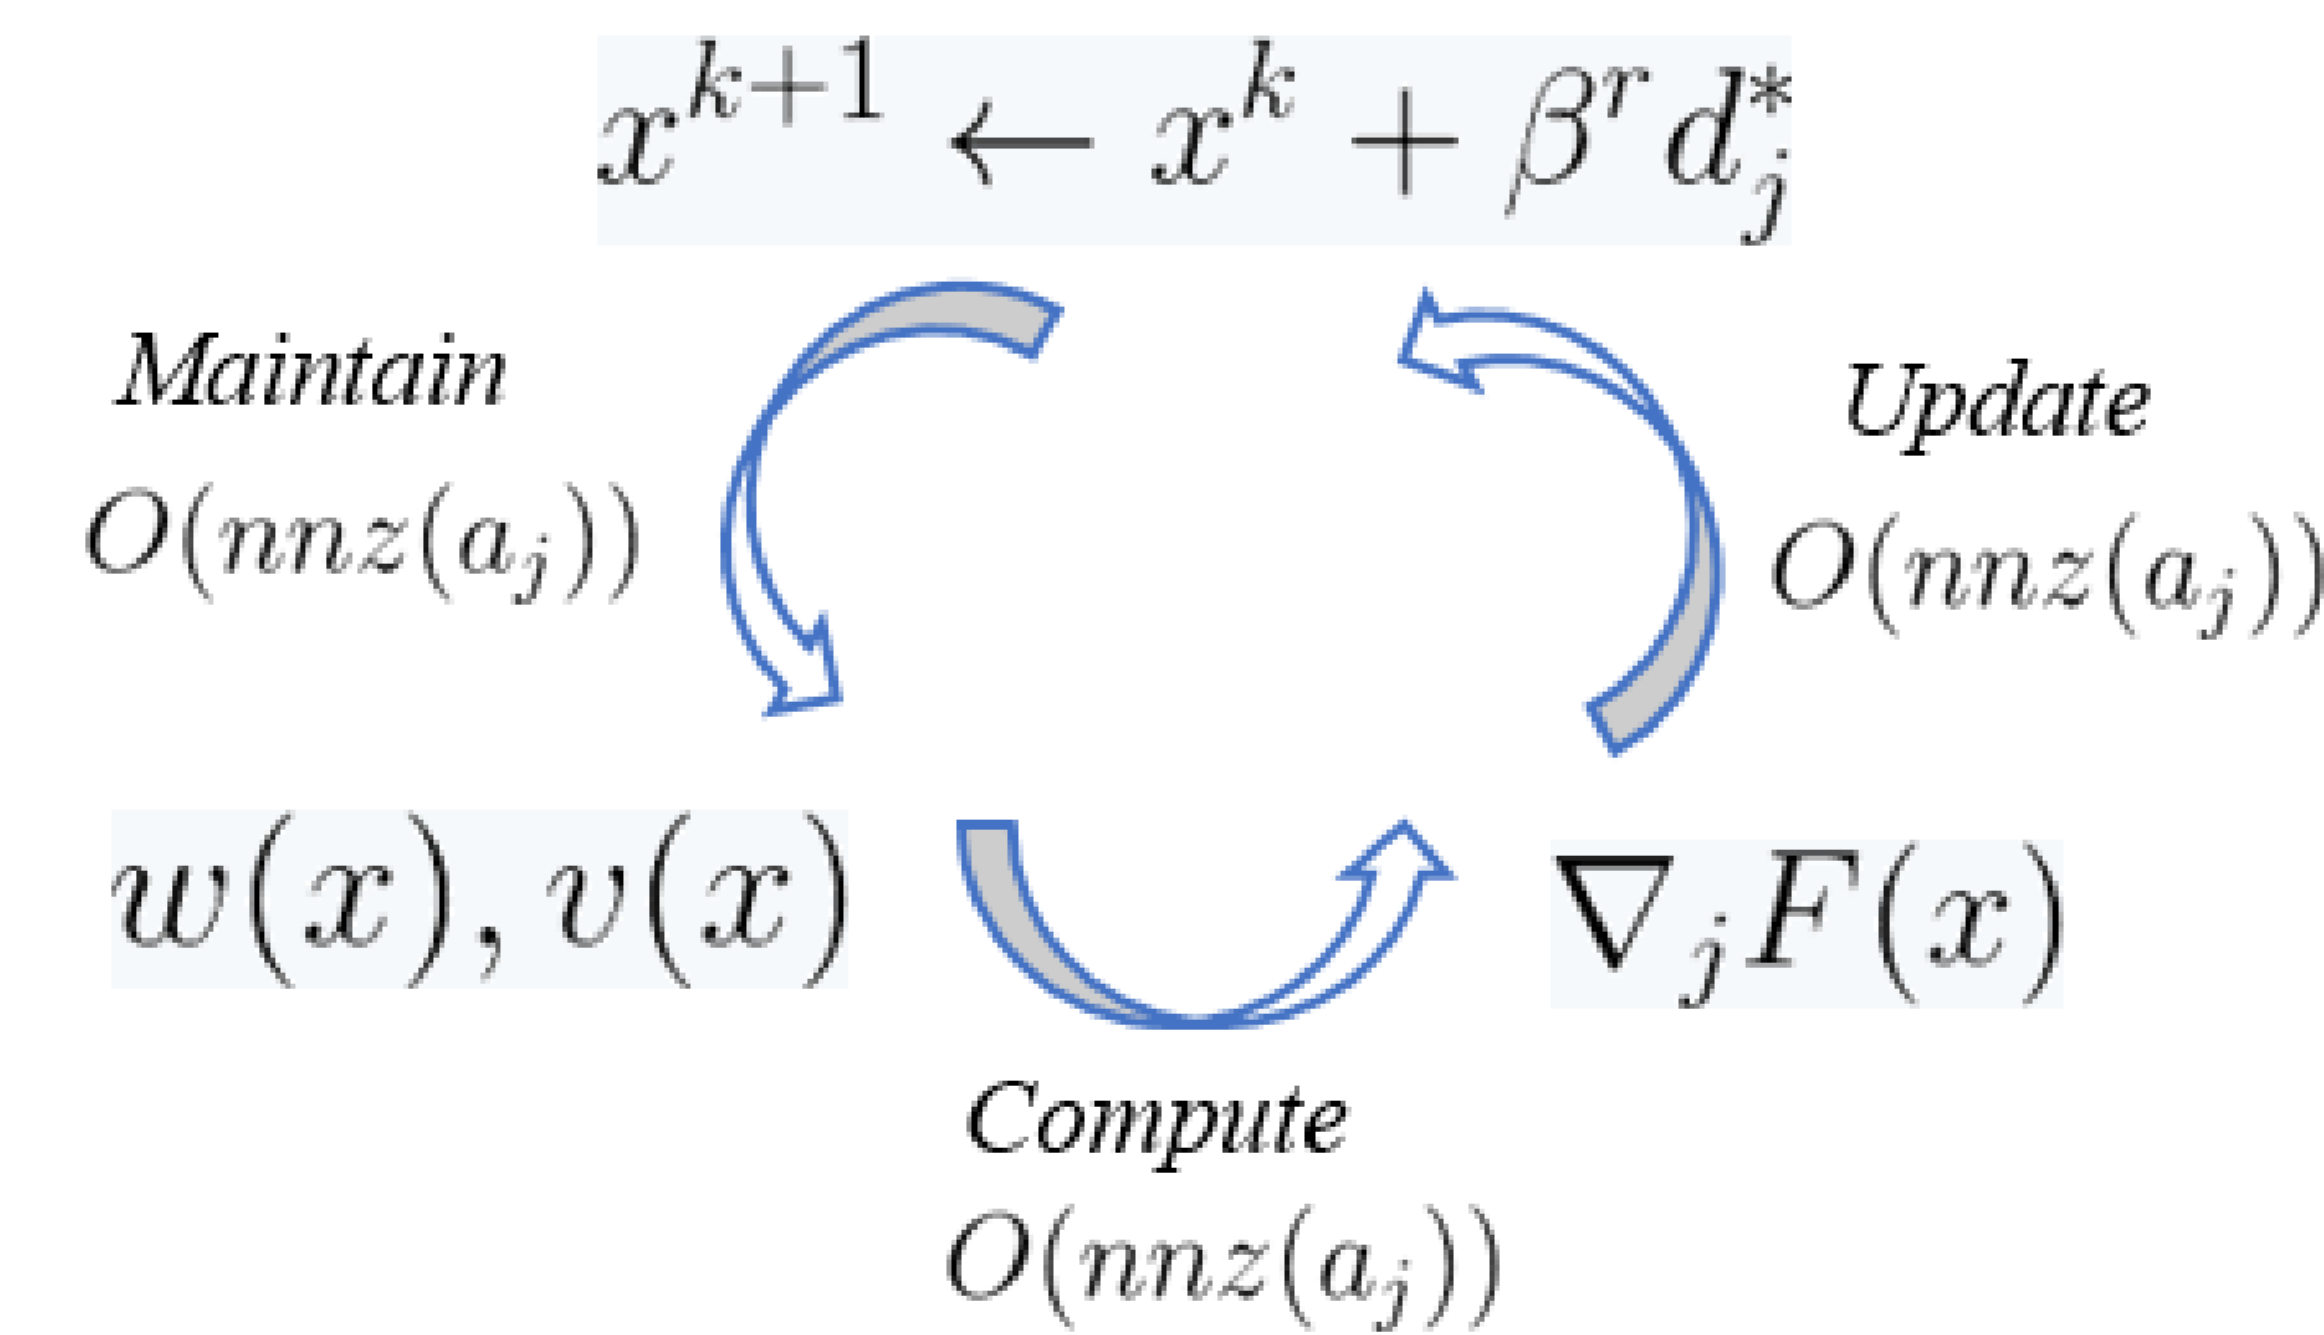 x^{k+1} ← x^k + β^r d_j^*
Maintain
O(nnz(a_j))
Update
O(nnz(a_j))
w(x), v(x)
∇_j F(x)
Compute
O(nnz(a_j))